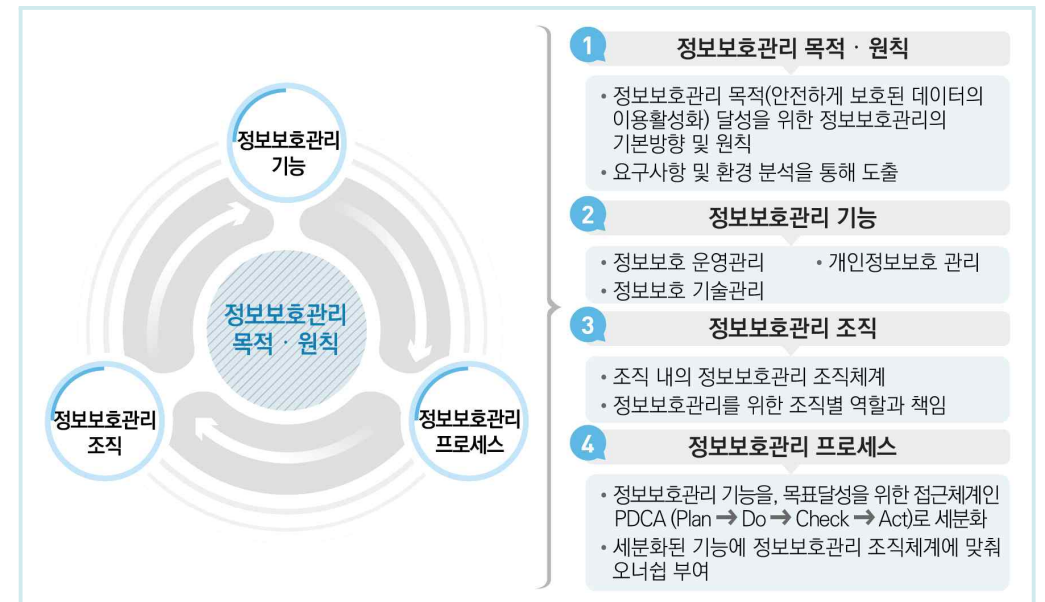 정보보호관리
기능
정보보호관리
목적 · 원칙
정보보호관리
조직
정보보호관리
프로세스
1 정보보호관리 목적 · 원칙
• 정보보호관리 목적(안전하게 보호된 데이터의
이용활성화) 달성을 위한 정보보호관리의
기본방향 및 원칙
• 요구사항 및 환경 분석을 통해 도출
2 정보보호관리 기능
• 정보보호 운영관리 • 개인정보보호 관리
• 정보보호 기술관리
3 정보보호관리 조직
• 조직 내의 정보보호관리 조직체계
• 정보보호관리를 위한 조직별 역할과 책임
4 정보보호관리 프로세스
• 정보보호관리 기능을, 목표달성을 위한 접근체계인
PDCA (Plan → Do → Check → Act)로 세분화
• 세분화된 기능에 정보보호관리 조직체계에 맞춰
오너쉽 부여